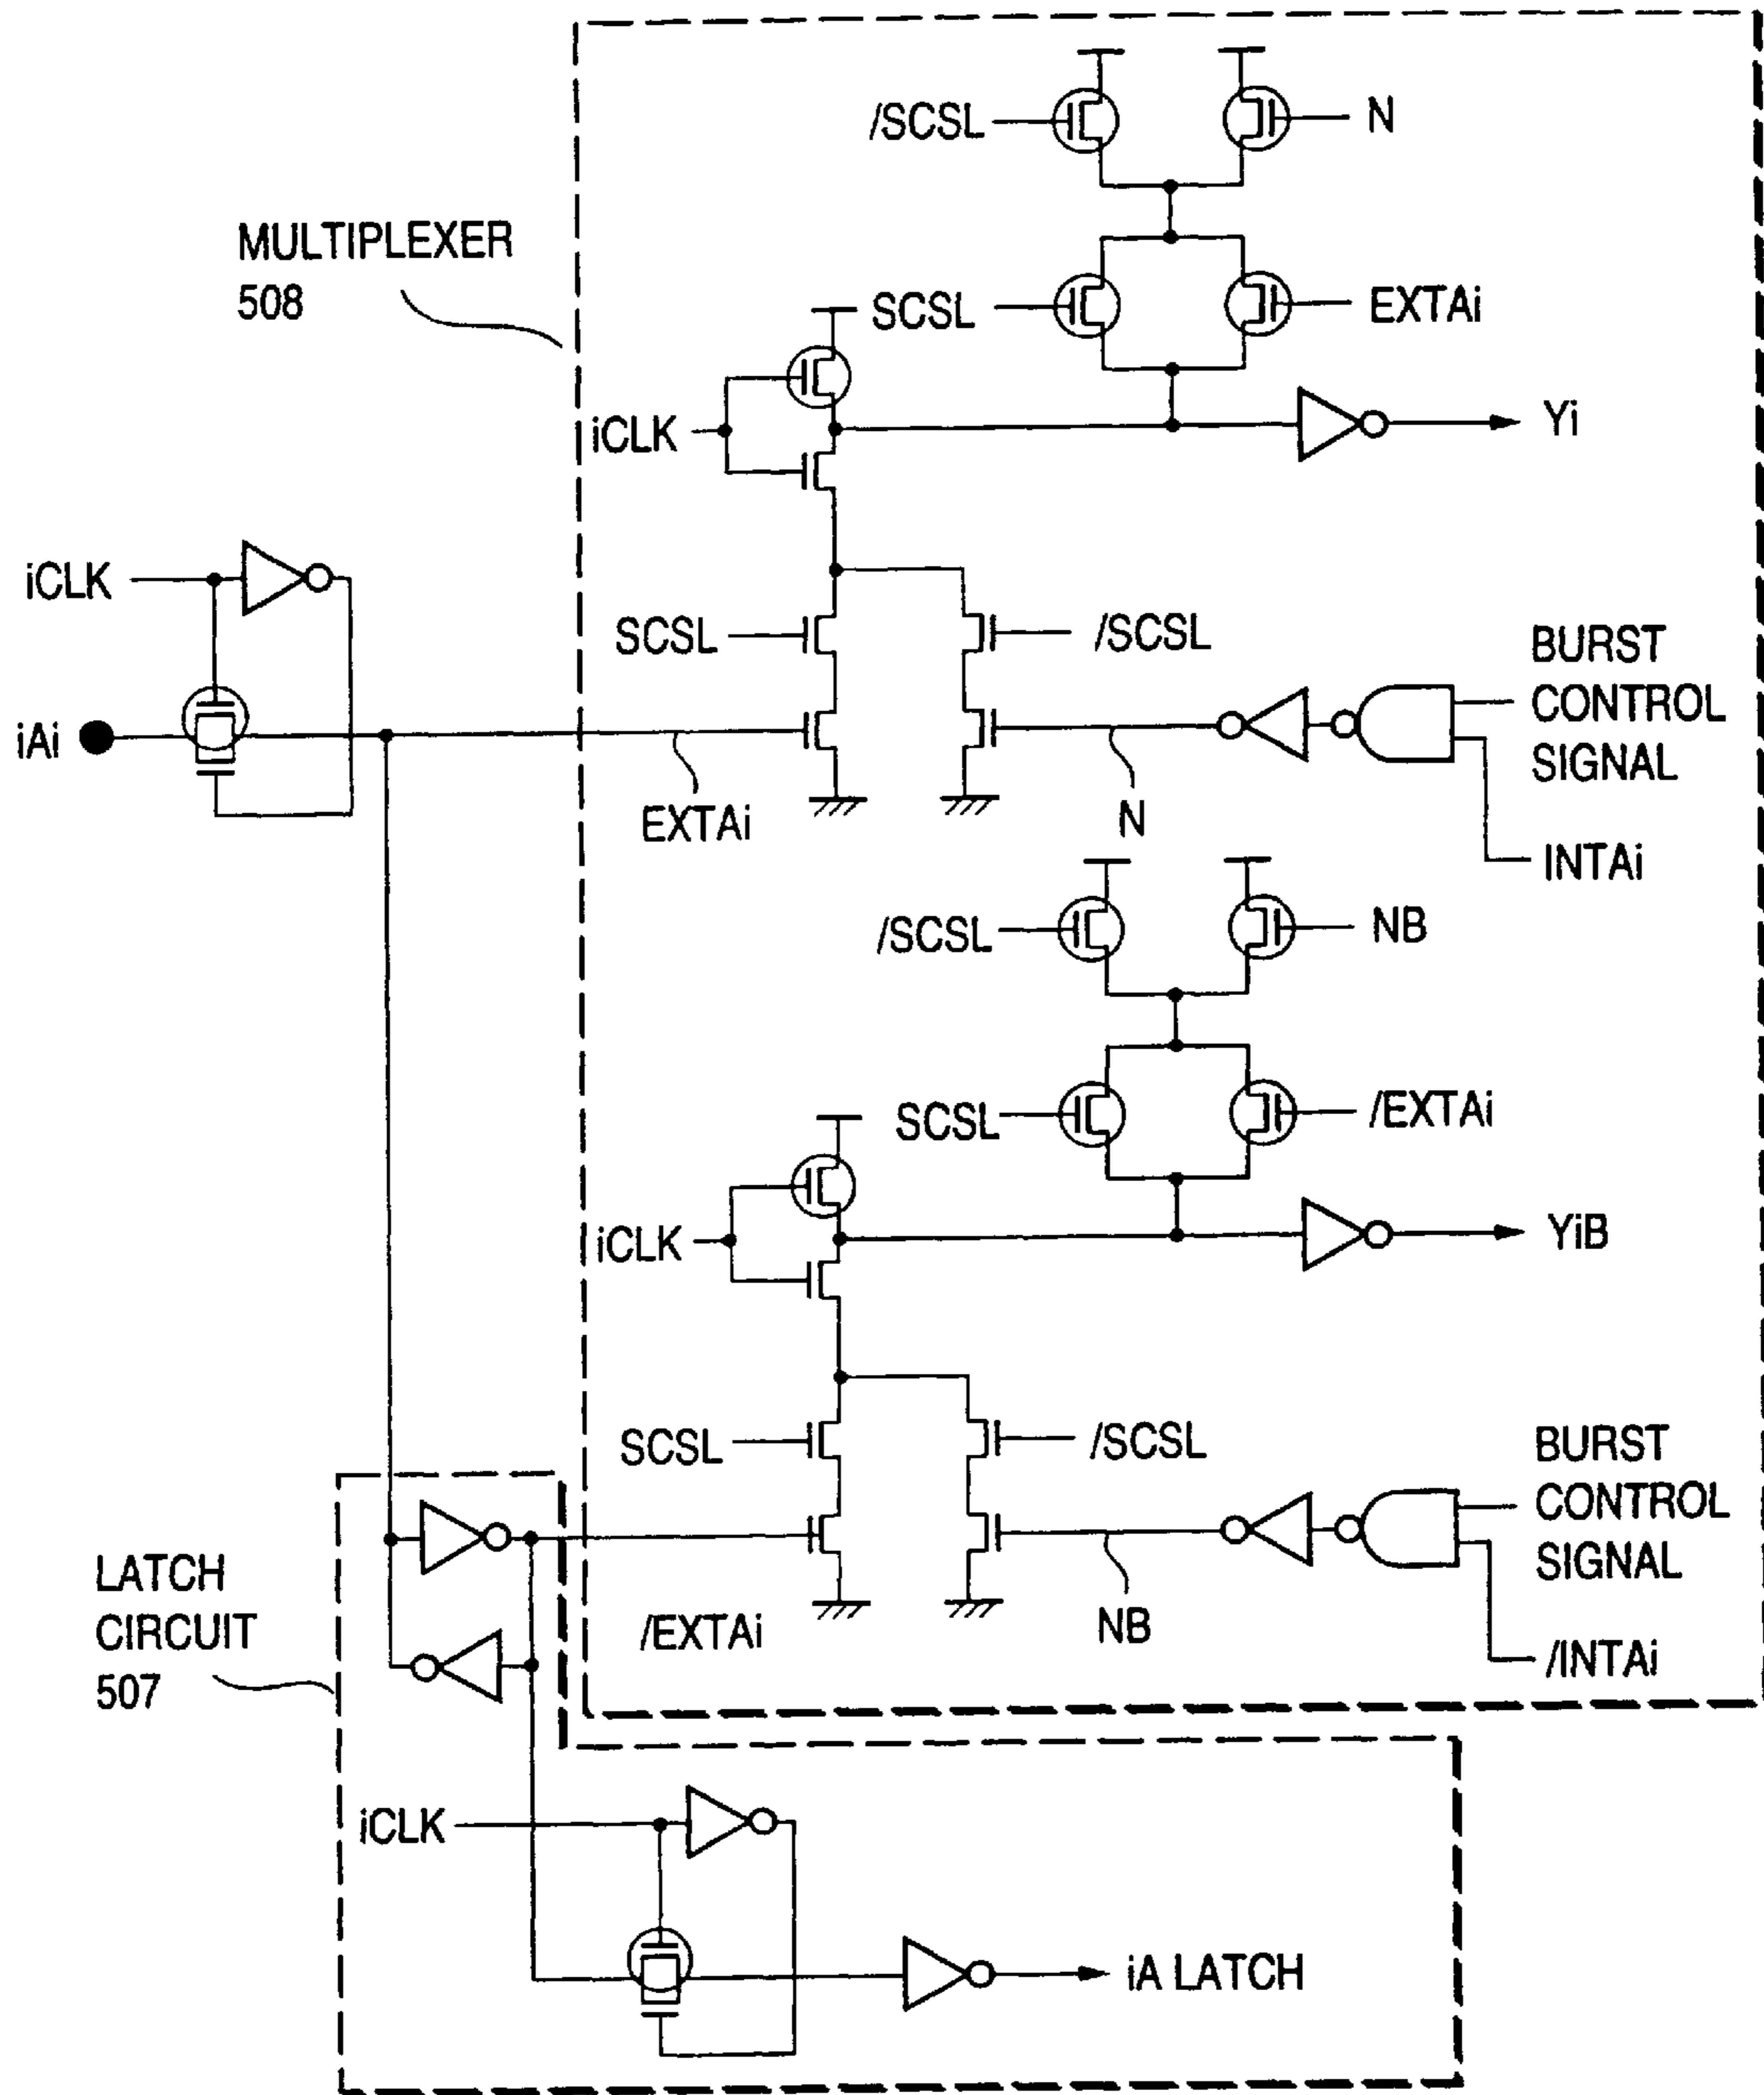 /SCSL
N
MULTIPLEXER
508
SCSL
EXTAi
iCLK
Yi
iCLK
SCSL
/SCSL
BURST
CONTROL
SIGNAL
iAi
EXTAi
N
INTAi
/SCSL
NB
SCSL
/EXTAi
iCLK
YiB
SCSL
/SCSL
BURST
CONTROL
SIGNAL
LATCH
CIRCUIT
507
/EXTAi
NB
/INTAi
iCLK
iA LATCH